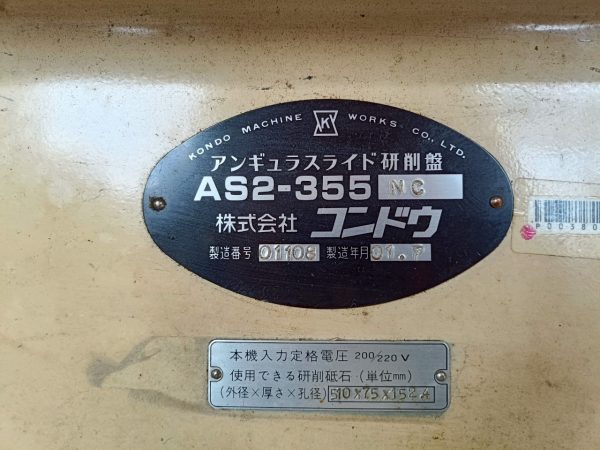 KONDO MACHINE K WORKS CO., LTD.
アンギュラスライド研削盤
AS2-355 NC
株式会社 コンドウ
製造番号 01108 製造年月 01.7
本機入力定格電圧 200/220V
使用できる研削砥石 (単位mm)
(外径×厚さ×孔径) 510×75×152.4
P00380